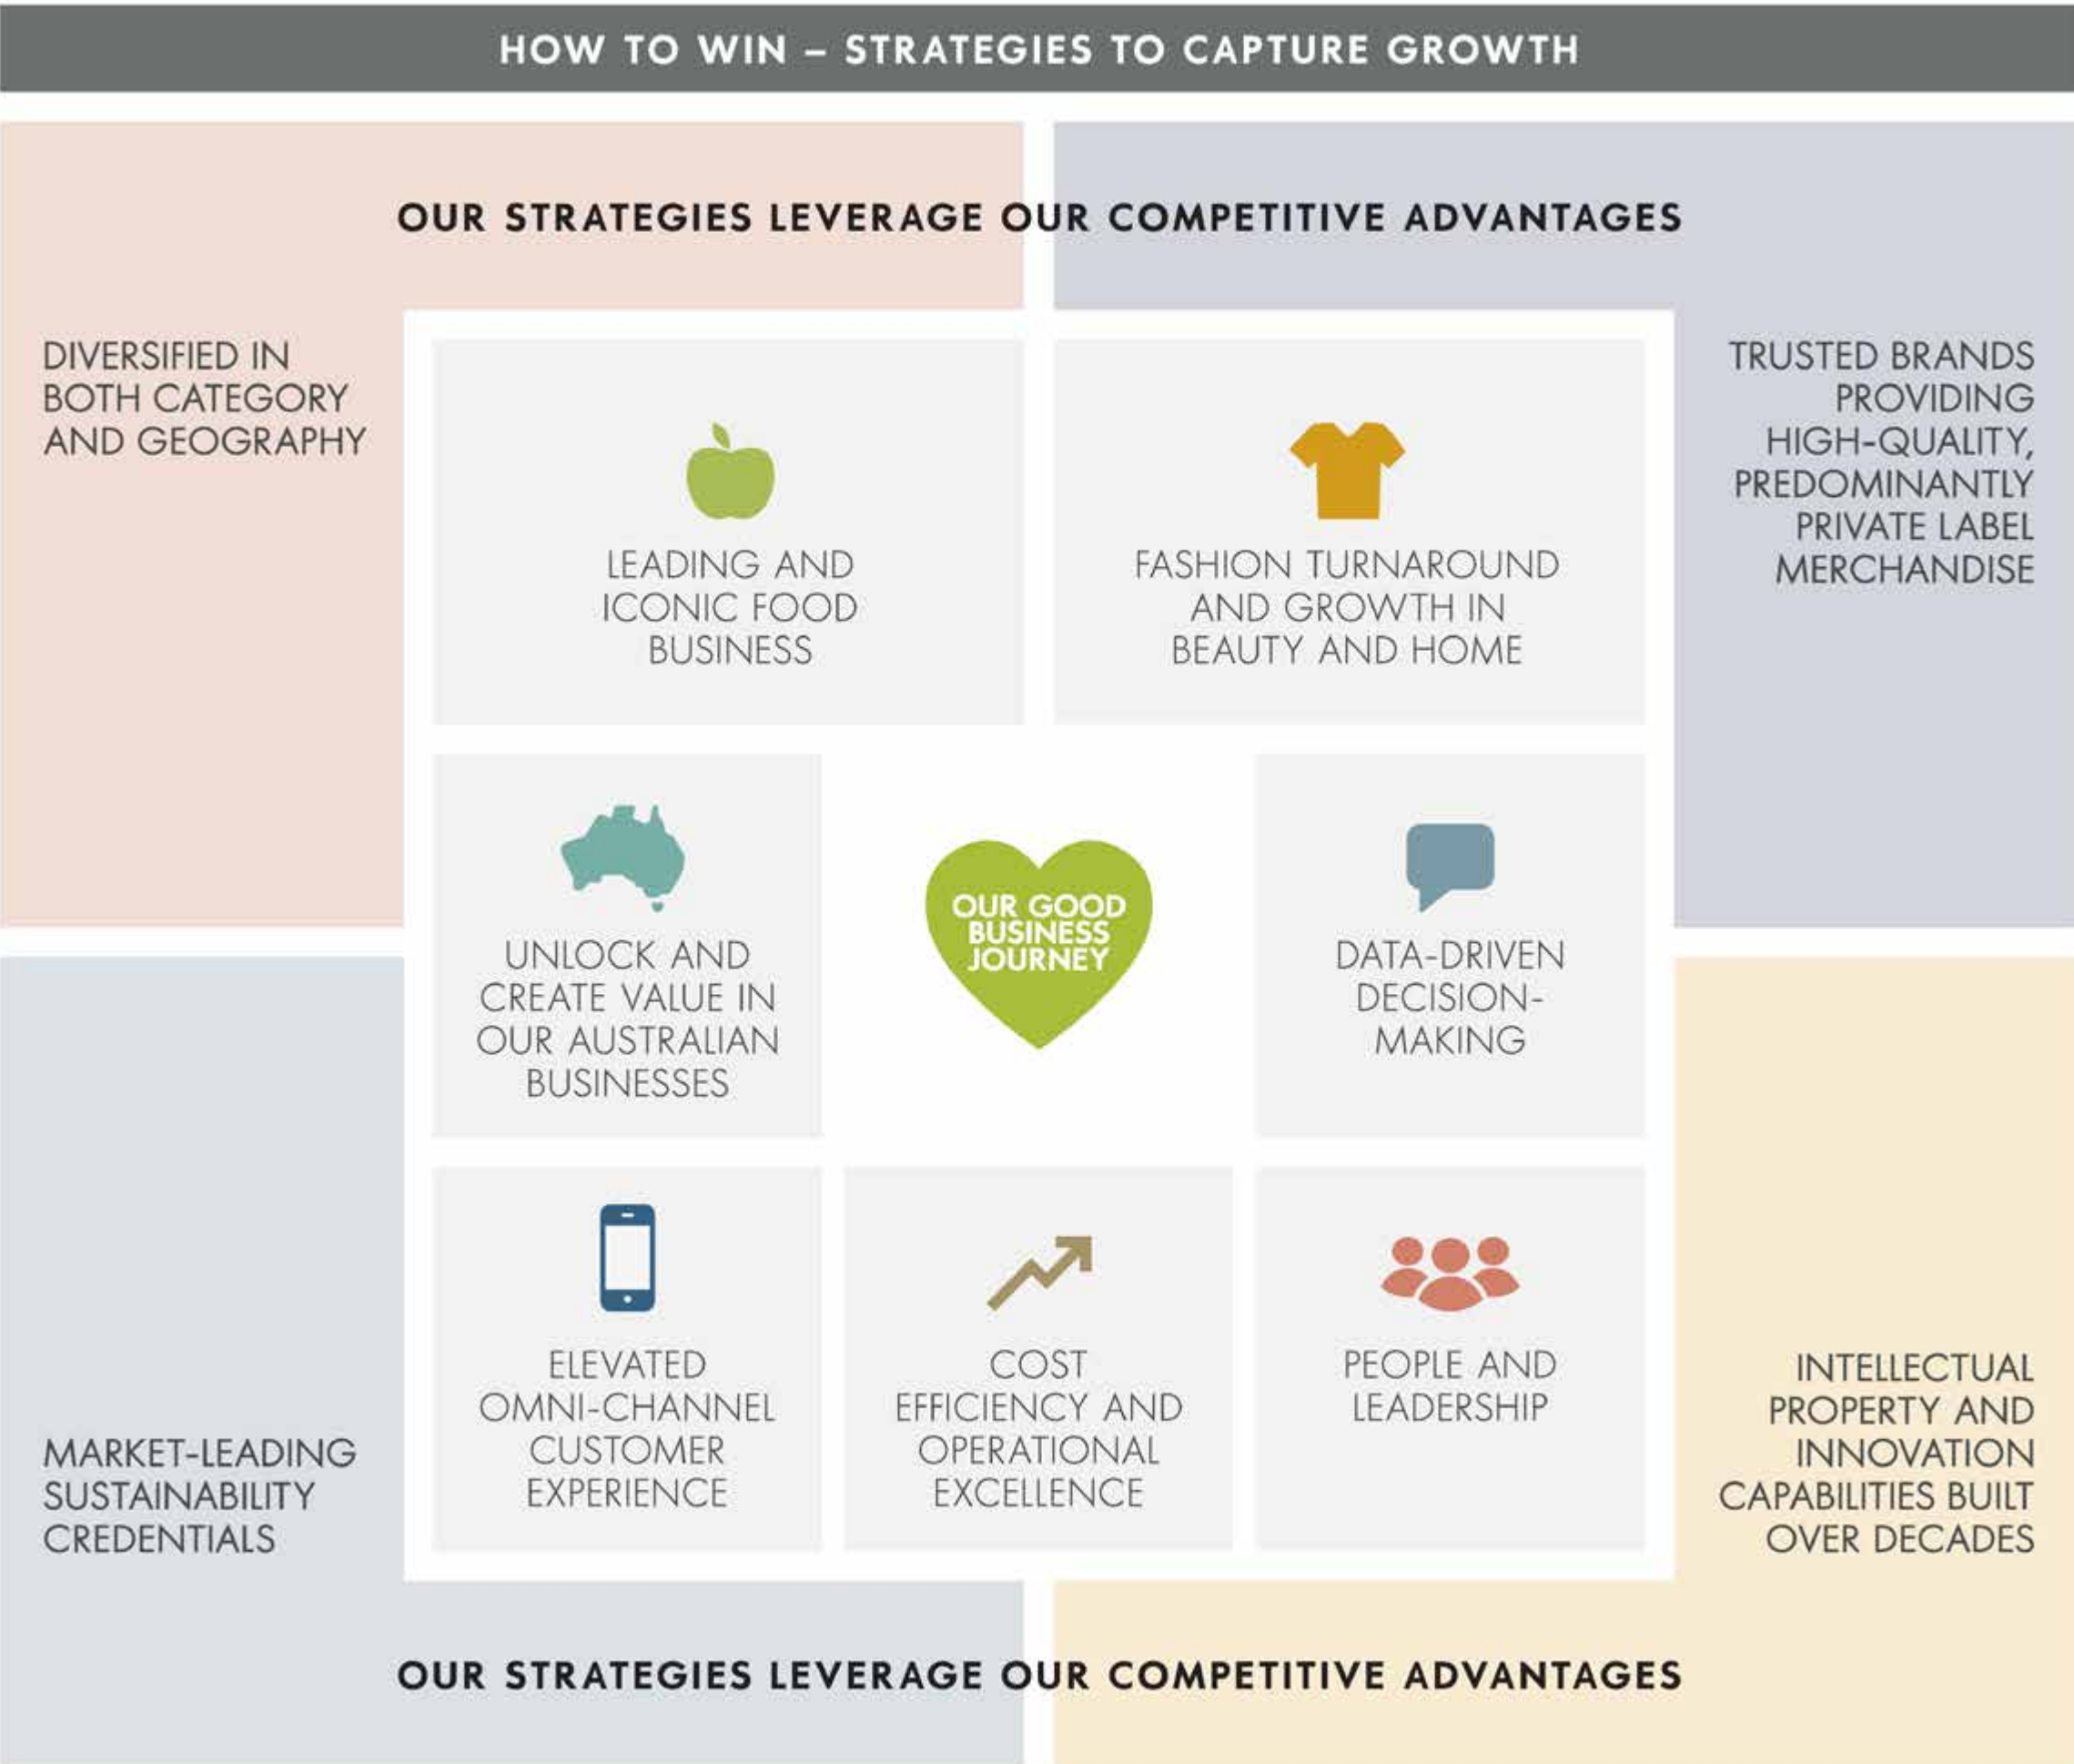 HOW TO WIN – STRATEGIES TO CAPTURE GROWTH
OUR STRATEGIES LEVERAGE OUR COMPETITIVE ADVANTAGES
DIVERSIFIED IN
BOTH CATEGORY
AND GEOGRAPHY
TRUSTED BRANDS
PROVIDING
HIGH-QUALITY,
PREDOMINANTLY
PRIVATE LABEL
MERCHANDISE
LEADING AND
ICONIC FOOD
BUSINESS
FASHION TURNAROUND
AND GROWTH IN
BEAUTY AND HOME
UNLOCK AND
CREATE VALUE IN
OUR AUSTRALIAN
BUSINESSES
OUR GOOD
BUSINESS
JOURNEY
DATA-DRIVEN
DECISION-
MAKING
ELEVATED
OMNI-CHANNEL
CUSTOMER
EXPERIENCE
COST
EFFICIENCY AND
OPERATIONAL
EXCELLENCE
PEOPLE AND
LEADERSHIP
MARKET-LEADING
SUSTAINABILITY
CREDENTIALS
INTELLECTUAL
PROPERTY AND
INNOVATION
CAPABILITIES BUILT
OVER DECADES
OUR STRATEGIES LEVERAGE OUR COMPETITIVE ADVANTAGES